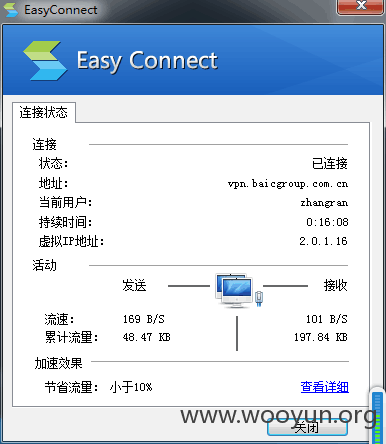 EasyConnect
Easy Connect
连接状态
连接
状态: 已连接
地址: vpn.baicgroup.com.cn
当前用户: zhangran
持续时间: 0:16:08
虚拟IP地址: 2.0.1.16
活动
发送 接收
流速: 169 B/S 101 B/S
累计流量: 48.47 KB 197.84 KB
加速效果
节省流量: 小于10% 查看详细
www.wooyun.org
关闭